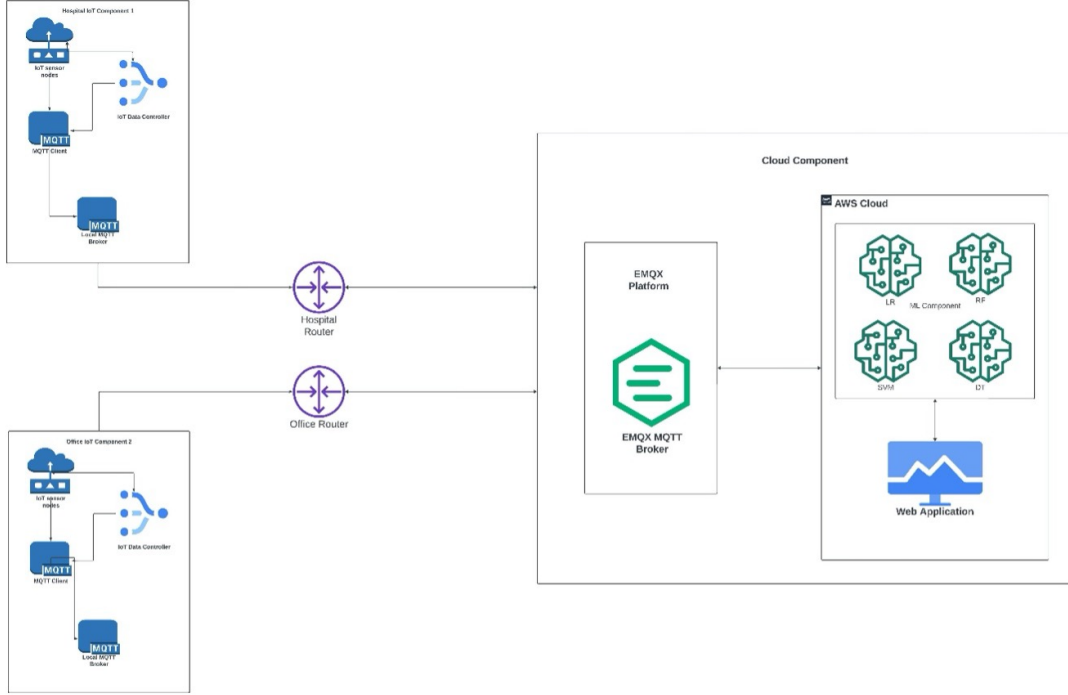 Hospital IoT Component 1
IoT sensor
nodes
IoT Data Controller
MQTT
MQTT Client
MQTT
Local MQTT
Broker
Hospital
Router
Office Router
Office IoT Component 2
IoT sensor
nodes
IoT Data Controller
MQTT
MQTT Client
MQTT
Local MQTT
Broker
Cloud Component
EMQX
Platform
EMQX MQTT
Broker
AWS Cloud
LR
ML Component
RF
SVM
DT
Web Application